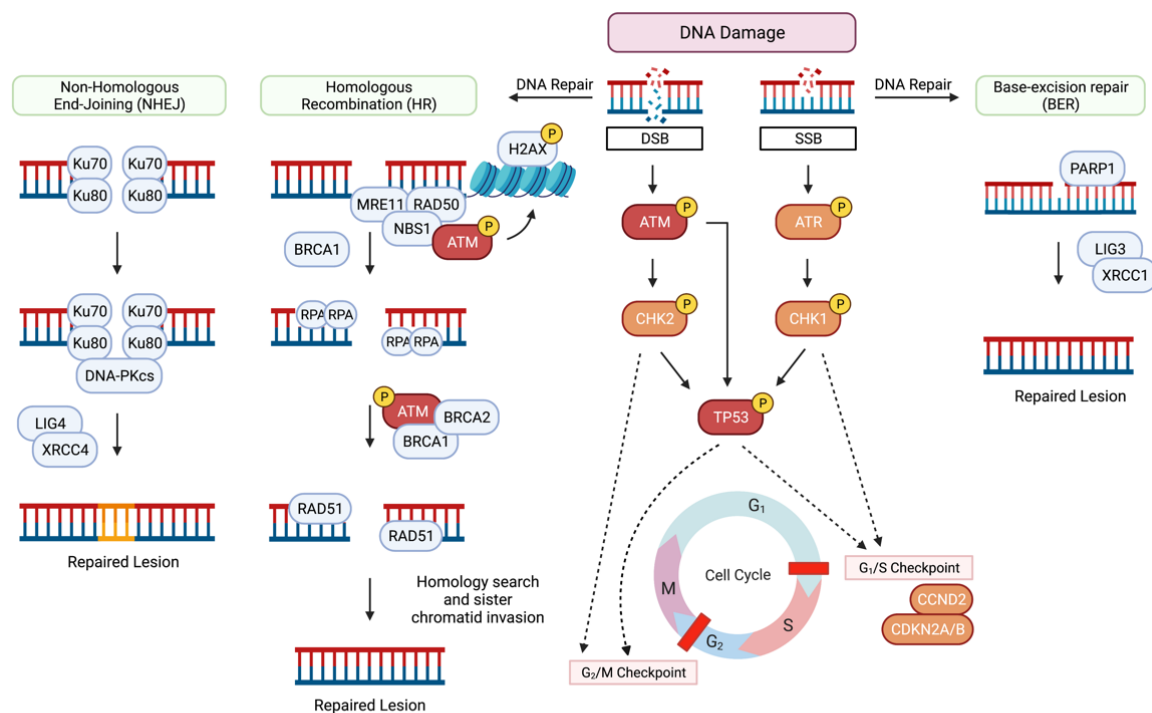 DNA Damage
Non-Homologous
End-Joining (NHEJ)
Ku70
Ku70
Ku80
Ku80
Ku70
Ku70
Ku80
Ku80
DNA-PKcs
LIG4
XRCC4
Repaired Lesion
Homologous
Recombination (HR)
DNA Repair
P
H2AX
MRE11
RAD50
NBS1
P
ATM
BRCA1
RPA
RPA
RPA
RPA
P
ATM
BRCA2
BRCA1
RAD51
RAD51
Homology search
and sister
chromatid invasion
Repaired Lesion
DSB
SSB
P
ATM
P
ATR
P
CHK2
P
CHK1
P
TP53
G₁
Cell Cycle
M
S
G₂
G₂/M Checkpoint
G₁/S Checkpoint
CCND2
CDKN2A/B
DNA Repair
Base-excision repair
(BER)
PARP1
LIG3
XRCC1
Repaired Lesion